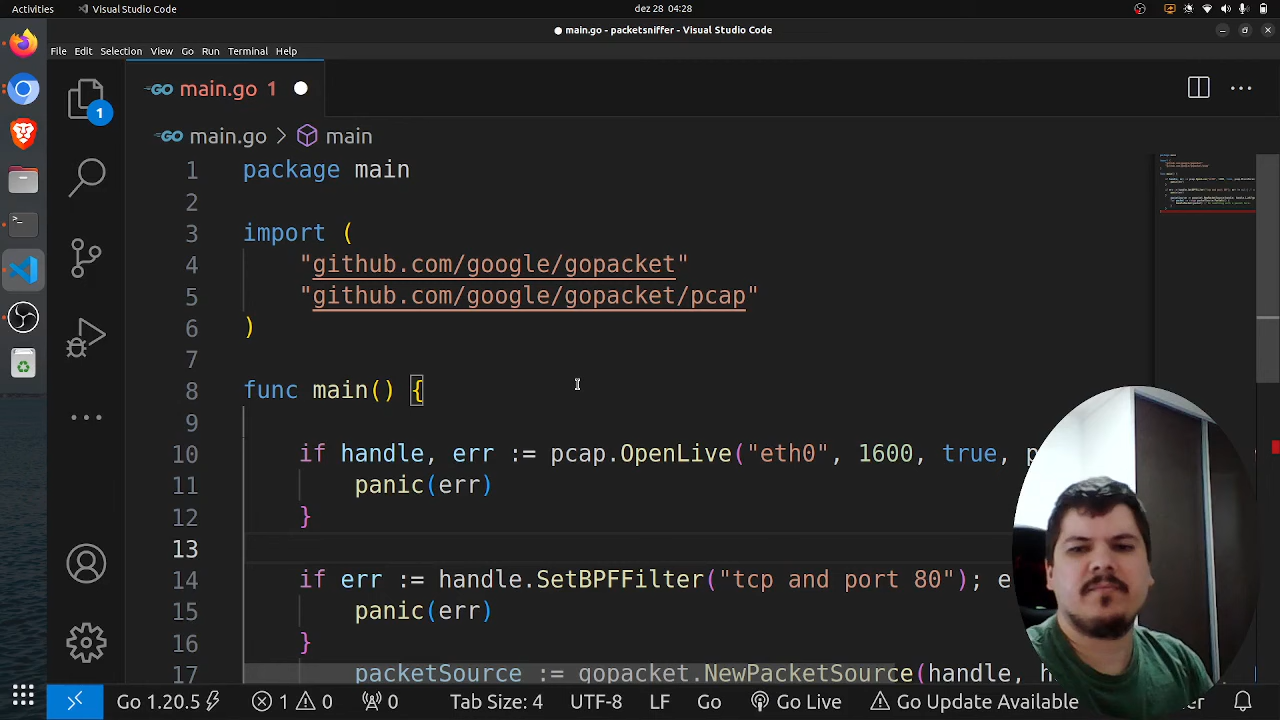 Activities
Visual Studio Code
dez 28 04:28
main.go - packetsniffer - Visual Studio Code
File Edit Selection View Go Run Terminal Help
1
GO main.go 1
GO main.go > main
1 package main
2
3 import (
4 "github.com/google/gopacket"
5 "github.com/google/gopacket/pcap"
6 )
7
8 func main() {
9
10 if handle, err := pcap.OpenLive("eth0", 1600, true, p
11 panic(err)
12 }
13
14 if err := handle.SetBPFFilter("tcp and port 80"); e
15 panic(err)
16 }
17 packetSource := gopacket.NewPacketSource(handle, h
Go 1.20.5 1 0 0 Tab Size: 4 UTF-8 LF Go Go Live Go Update Available